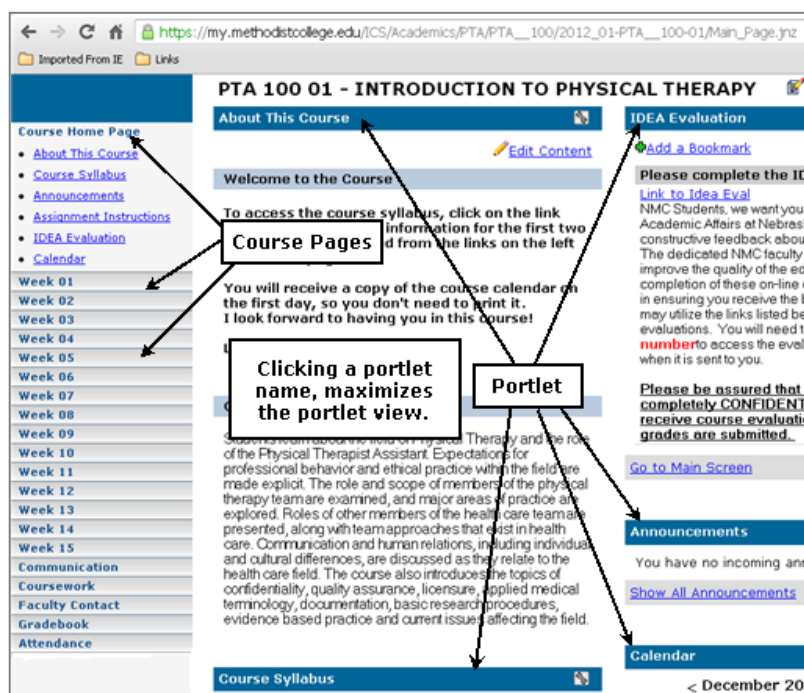 https://my.methodistcollege.edu/ICS/Academics/PTA/PTA__100/2012_01-PTA__100-01/Main_Page.jnz
Imported From IE Links
PTA 100 01 - INTRODUCTION TO PHYSICAL THERAPY
Course Home Page
About This Course
Course Syllabus
Announcements
Assignment Instructions
IDEA Evaluation
Calendar
Week 01
Week 02
Week 03
Week 04
Week 05
Week 06
Week 07
Week 08
Week 09
Week 10
Week 11
Week 12
Week 13
Week 14
Week 15
Communication
Coursework
Faculty Contact
Gradebook
Attendance
About This Course
Edit Content
Welcome to the Course
To access the course syllabus, click on the link
information for the first two
d from the links on the left
You will receive a copy of the course calendar on
the first day, so you don't need to print it.
I look forward to having you in this course!
Course Pages
Clicking a portlet
name, maximizes
the portlet view.
Portlet
Students learn about the field of Physical Therapy and the role
of the Physical Therapist Assistant. Expectations for
professional behavior and ethical practice within the field are
made explicit. The role and scope of members of the physical
therapy team are examined, and major areas of practice are
explored. Roles of other members of the health care team are
presented, along with team approaches that exist in health
care. Communication and human relations, including individual
and cultural differences, are discussed as they relate to the
health care field. The course also introduces the topics of
confidentiality, quality assurance, licensure, applied medical
terminology, documentation, basic research procedures,
evidence based practice and current issues affecting the field.
Course Syllabus
IDEA Evaluation
Add a Bookmark
Please complete the ID
Link to Idea Eval
NMC Students, we want you
Academic Affairs at Nebras
constructive feedback abou
The dedicated NMC faculty
improve the quality of the ed
completion of these on-line
in ensuring you receive the b
may utilize the links listed be
evaluations. You will need t
number to access the eval
when it is sent to you.
Please be assured that
completely CONFIDENT
receive course evaluatio
grades are submitted.
Go to Main Screen
Announcements
You have no incoming ann
Show All Announcements
Calendar
< December 20